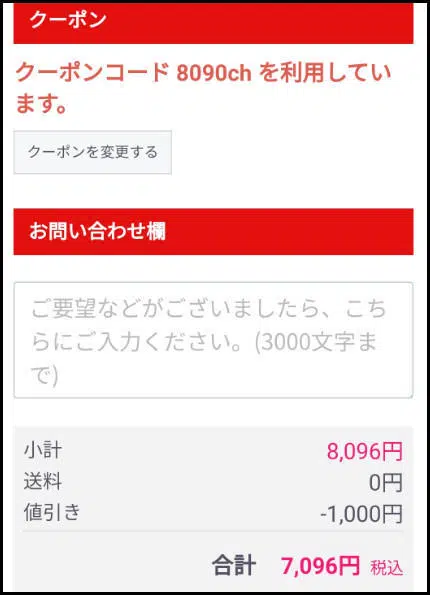 クーポン
クーポンコード 8090ch を利用してい
ます。
クーポンを変更する
お問い合わせ欄
ご要望などがございましたら、こち
らにご入力ください。(3000文字ま
で)
小計 8,096円
送料 0円
値引き -1,000円
合計 7,096円 税込